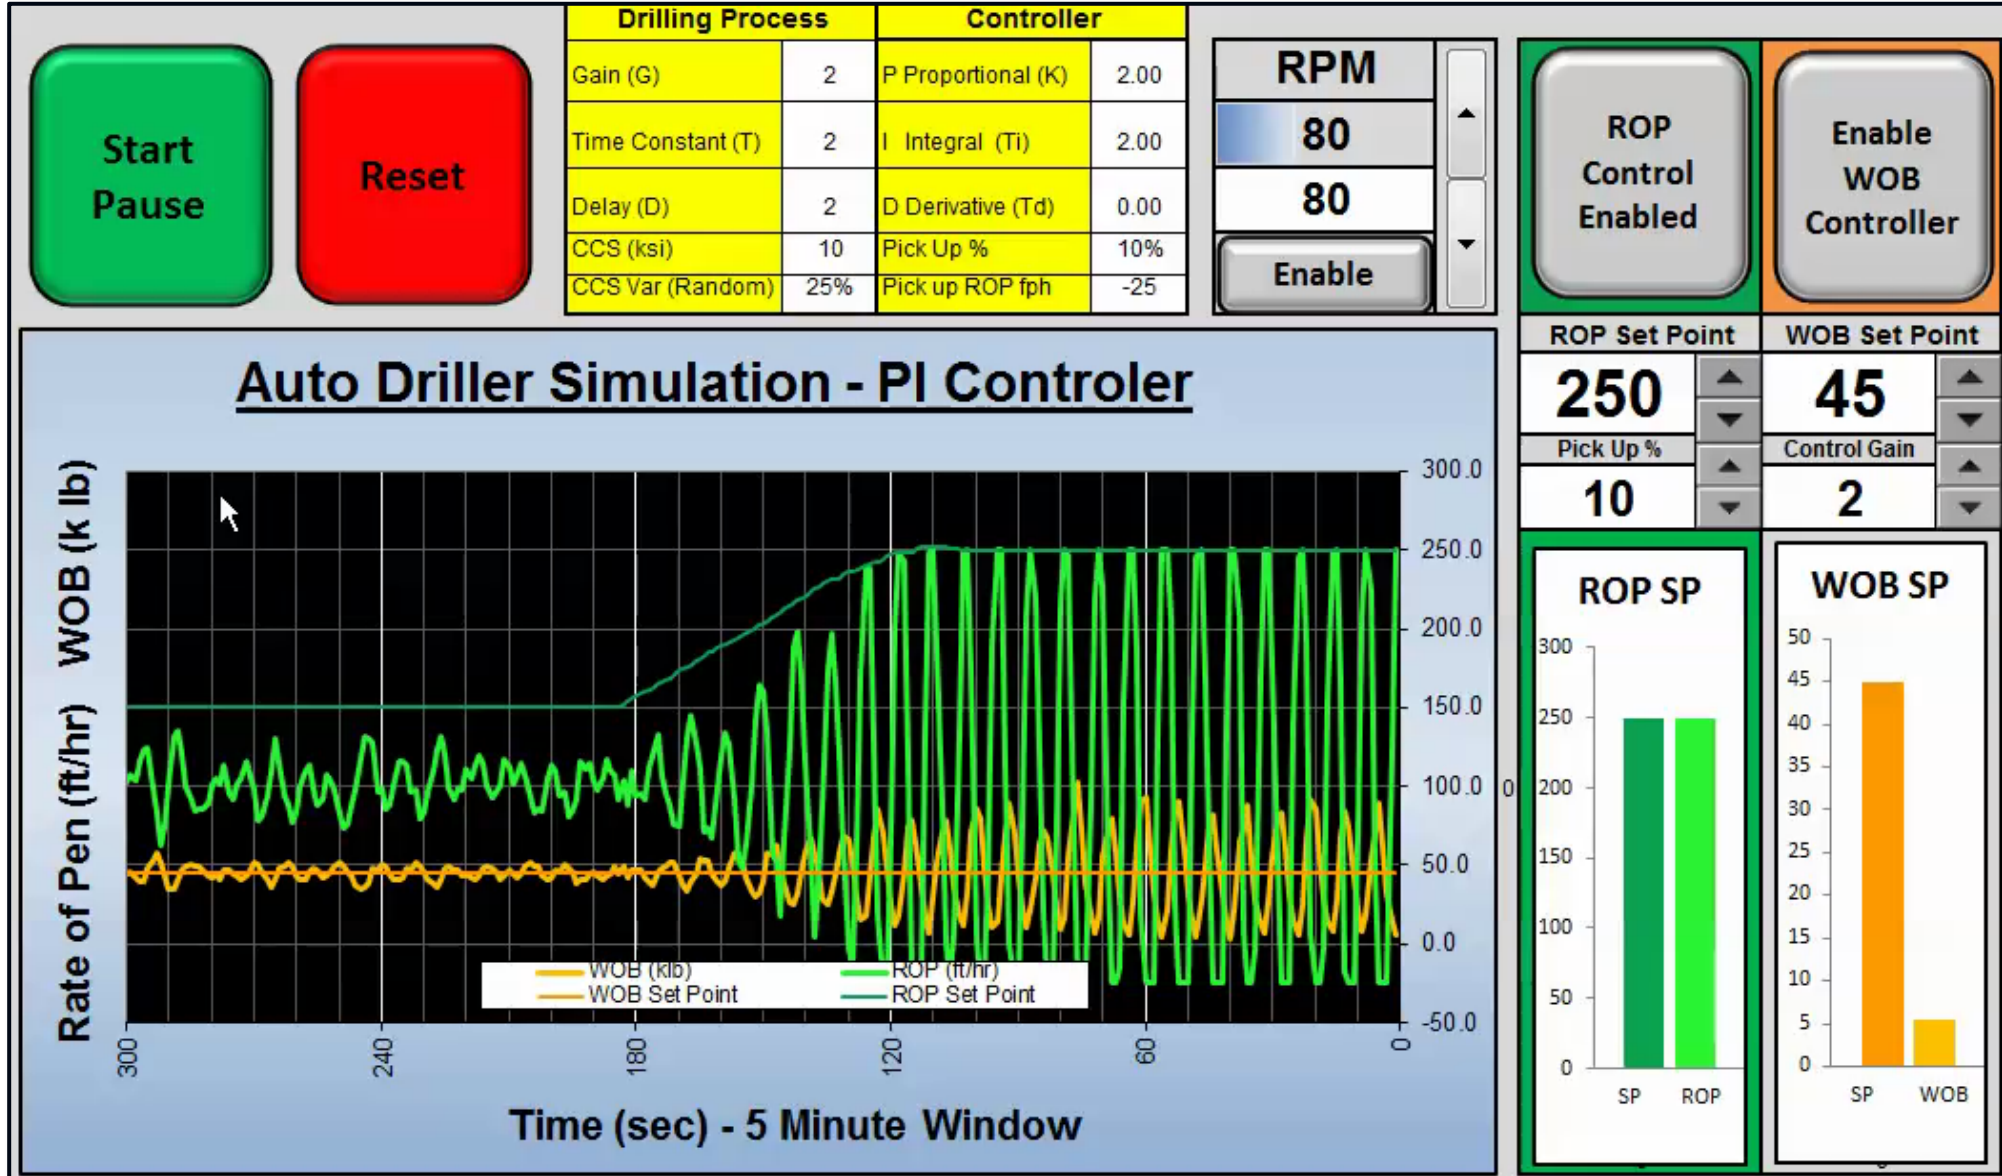 Start
Pause
Reset
Drilling Process Controller
Gain (G) 2 P Proportional (K) 2.00
Time Constant (T) 2 I Integral (Ti) 2.00
Delay (D) 2 D Derivative (Td) 0.00
CCS (ksi) 10 Pick Up % 10%
CCS Var (Random) 25% Pick up ROP fph -25
RPM
80
80
Enable
ROP
Control
Enabled
Enable
WOB
Controller
ROP Set Point WOB Set Point
250 45
Pick Up % Control Gain
10 2
Auto Driller Simulation - PI Controler
Rate of Pen (ft/hr) WOB (k lb)
300.0
250.0
200.0
150.0
100.0
50.0
0.0
-50.0
0
WOB (klb) ROP (ft/hr)
WOB Set Point ROP Set Point
300 240 180 120 60 0
Time (sec) - 5 Minute Window
ROP SP
300
250
200
150
100
50
0
SP ROP
WOB SP
50
45
40
35
30
25
20
15
10
5
0
SP WOB